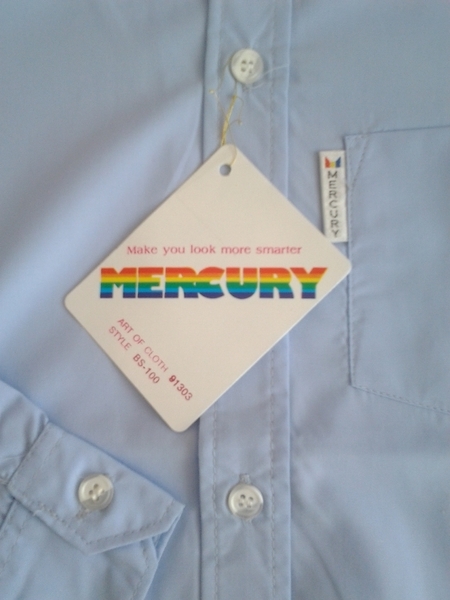 Make you look more smarter
MERCURY
ART OF CLOTH 91303
STYLE BS-100
MERCURY